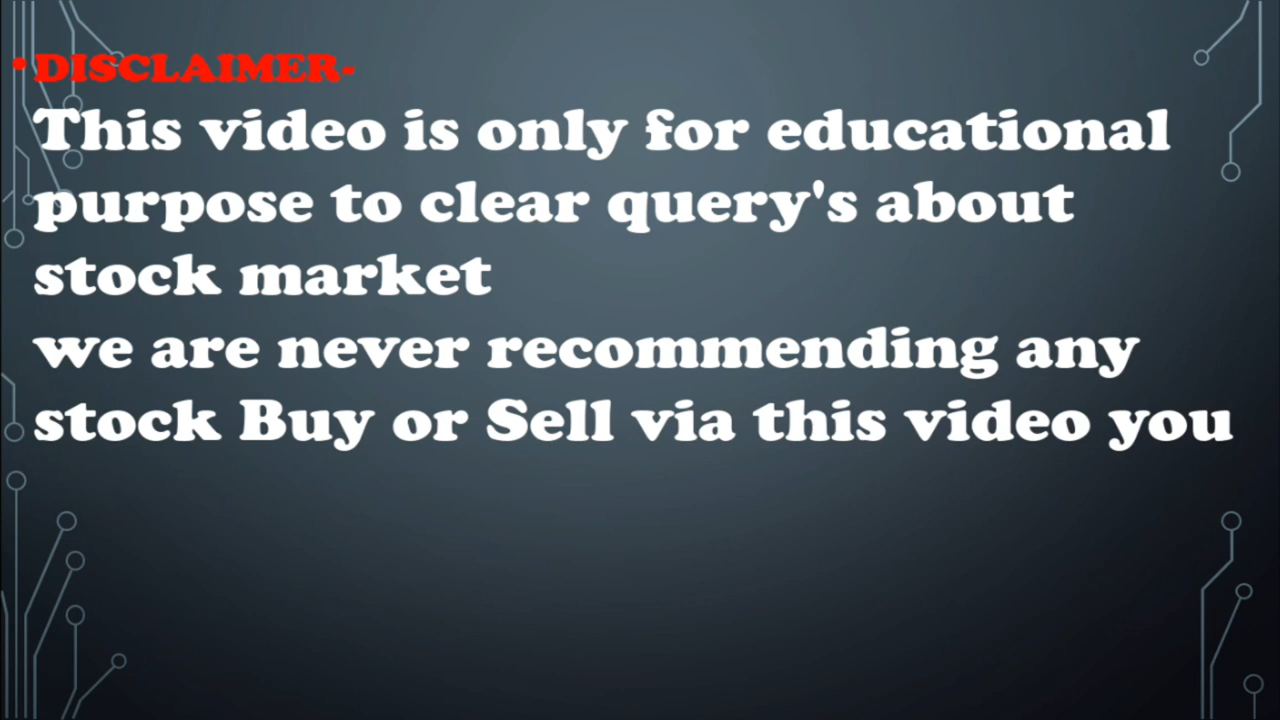 • DISCLAIMER-
This video is only for educational
purpose to clear query's about
stock market
we are never recommending any
stock Buy or Sell via this video you